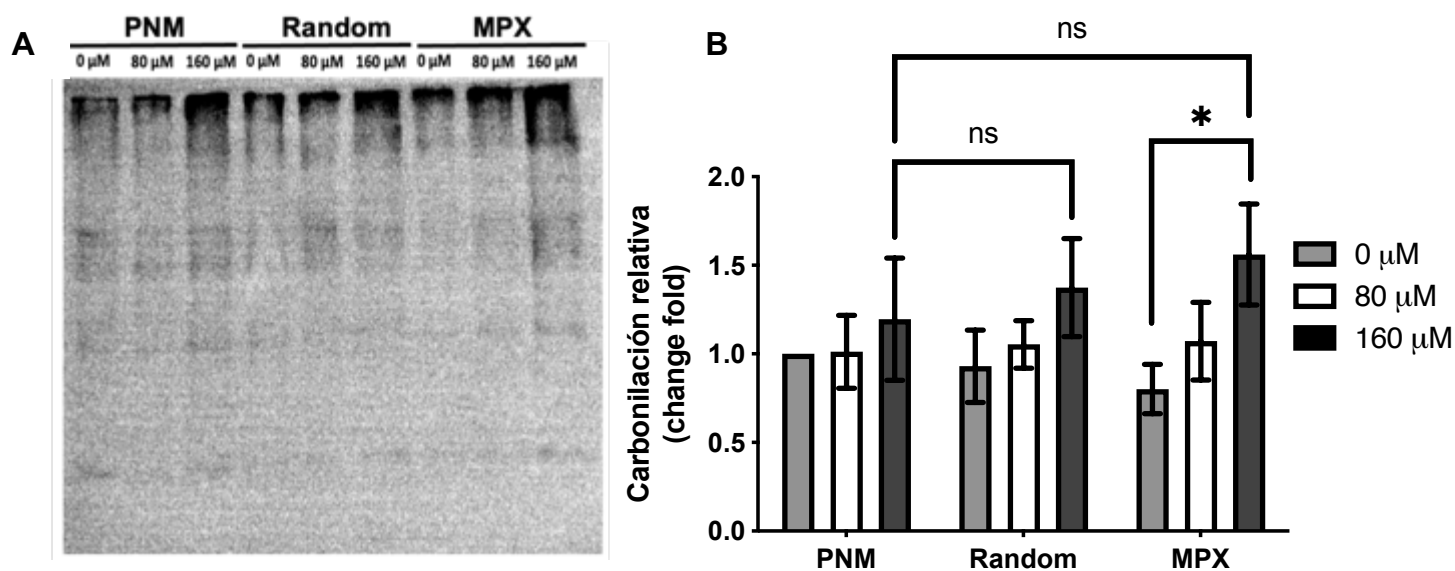 A
PNM Random MPX
0 µM 80 µM 160 µM 0 µM 80 µM 160 µM 0 µM 80 µM 160 µM
B
ns
ns
*
Carbonilación relativa
(change fold)
2.0
1.5
1.0
0.5
0.0
PNM Random MPX
0 µM
80 µM
160 µM